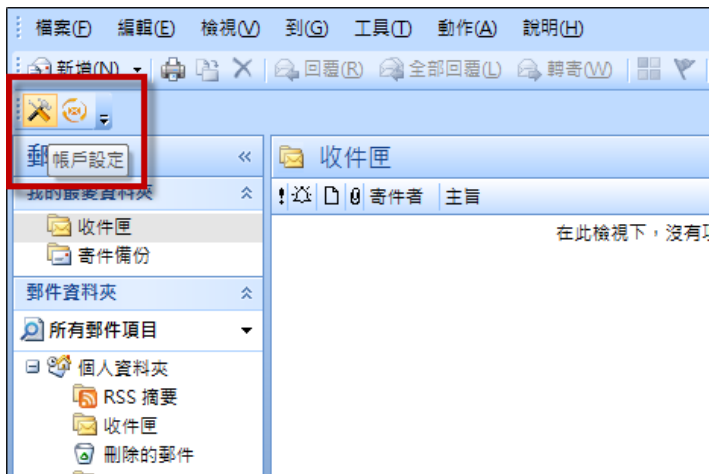 檔案(F) 編輯(E) 檢視(V) 到(G) 工具(T) 動作(A) 說明(H)
新增(N) 回覆(R) 全部回覆(L) 轉寄(W)
帳戶設定
郵 收件匣
我的最愛資料夾 寄件者 主旨
收件匣 在此檢視下，沒有
寄件備份
郵件資料夾
所有郵件項目
個人資料夾
RSS 摘要
收件匣
刪除的郵件